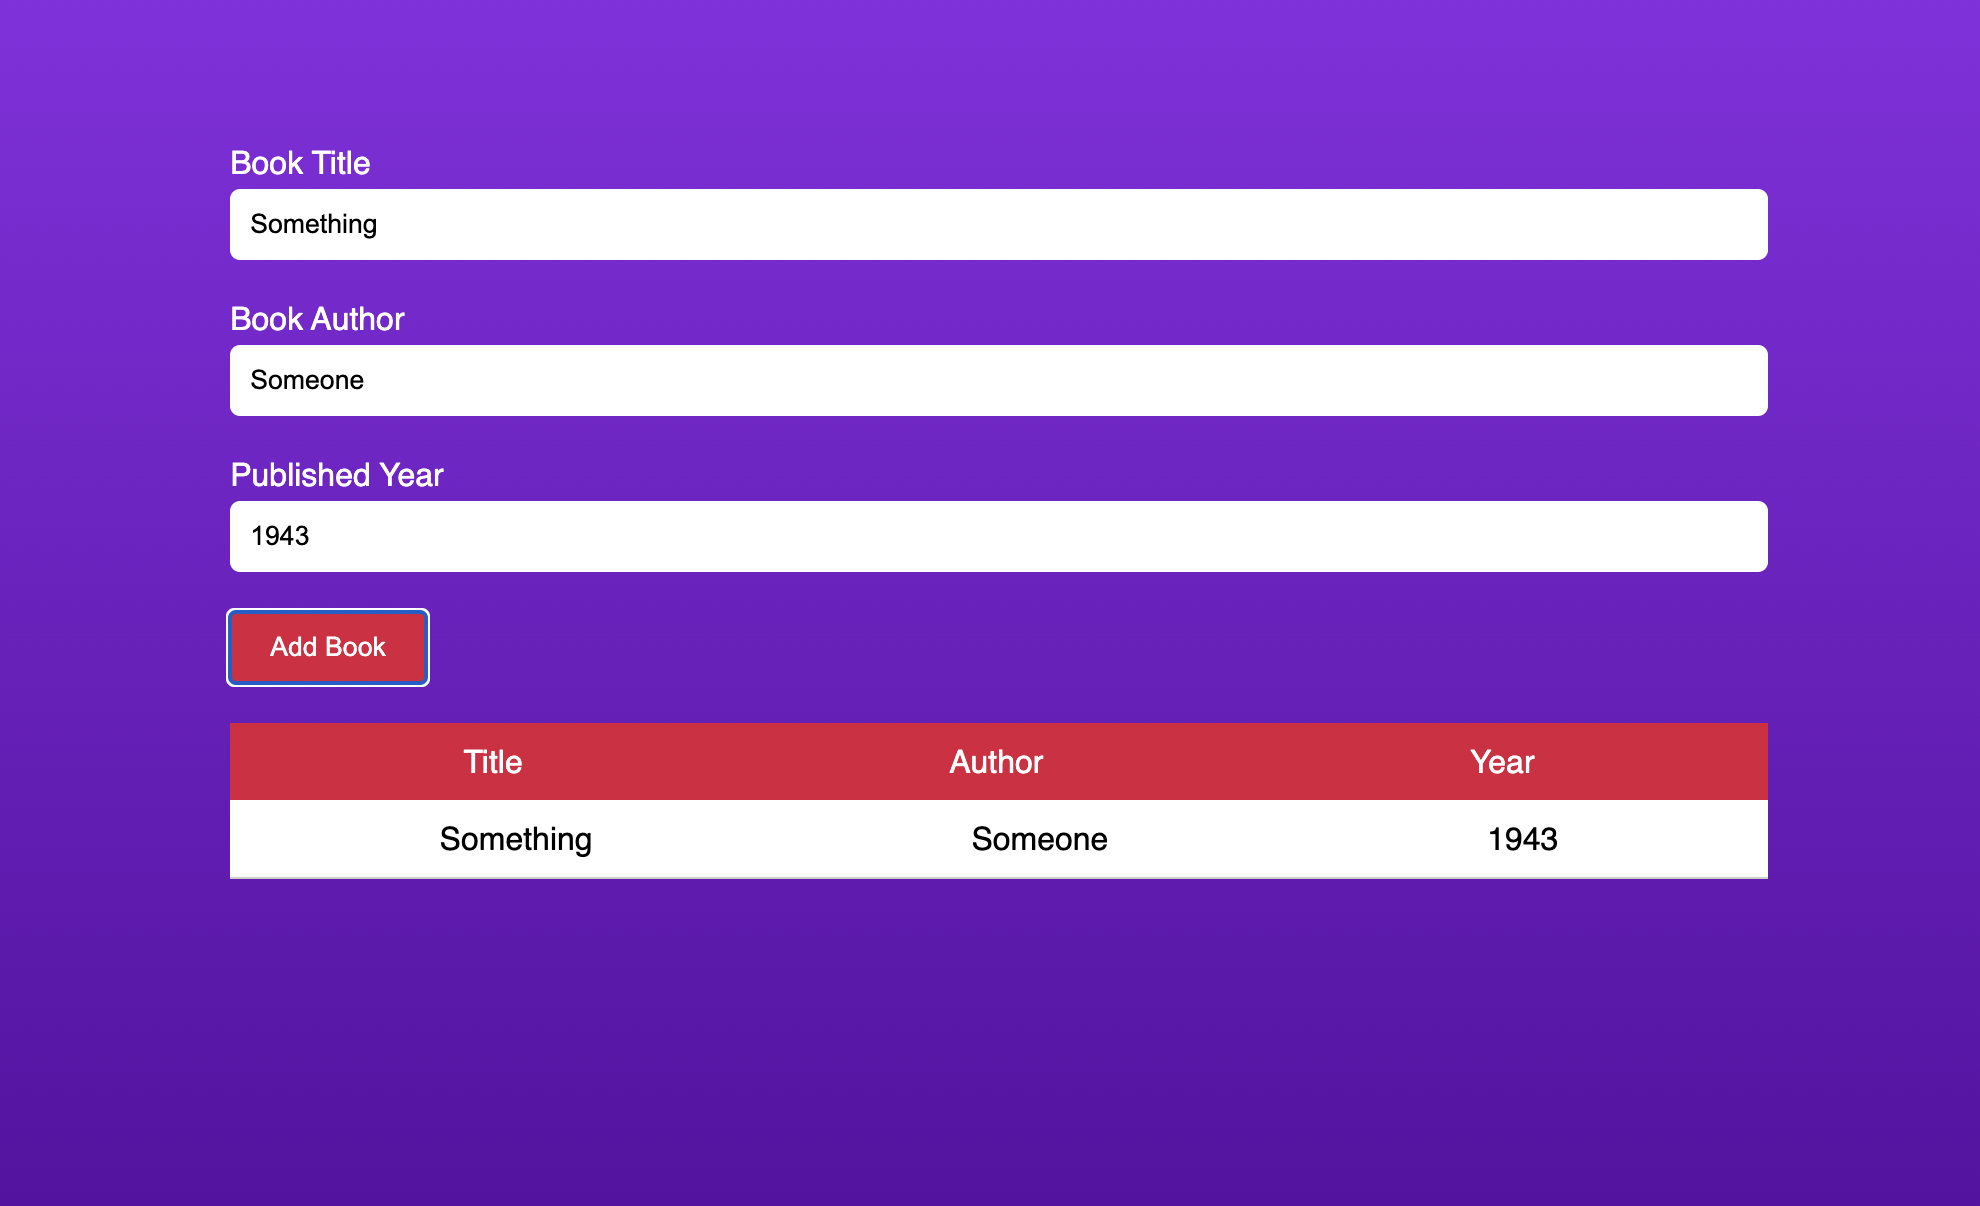 Book Title
Something
Book Author
Someone
Published Year
1943
Add Book
Title Author Year
Something Someone 1943